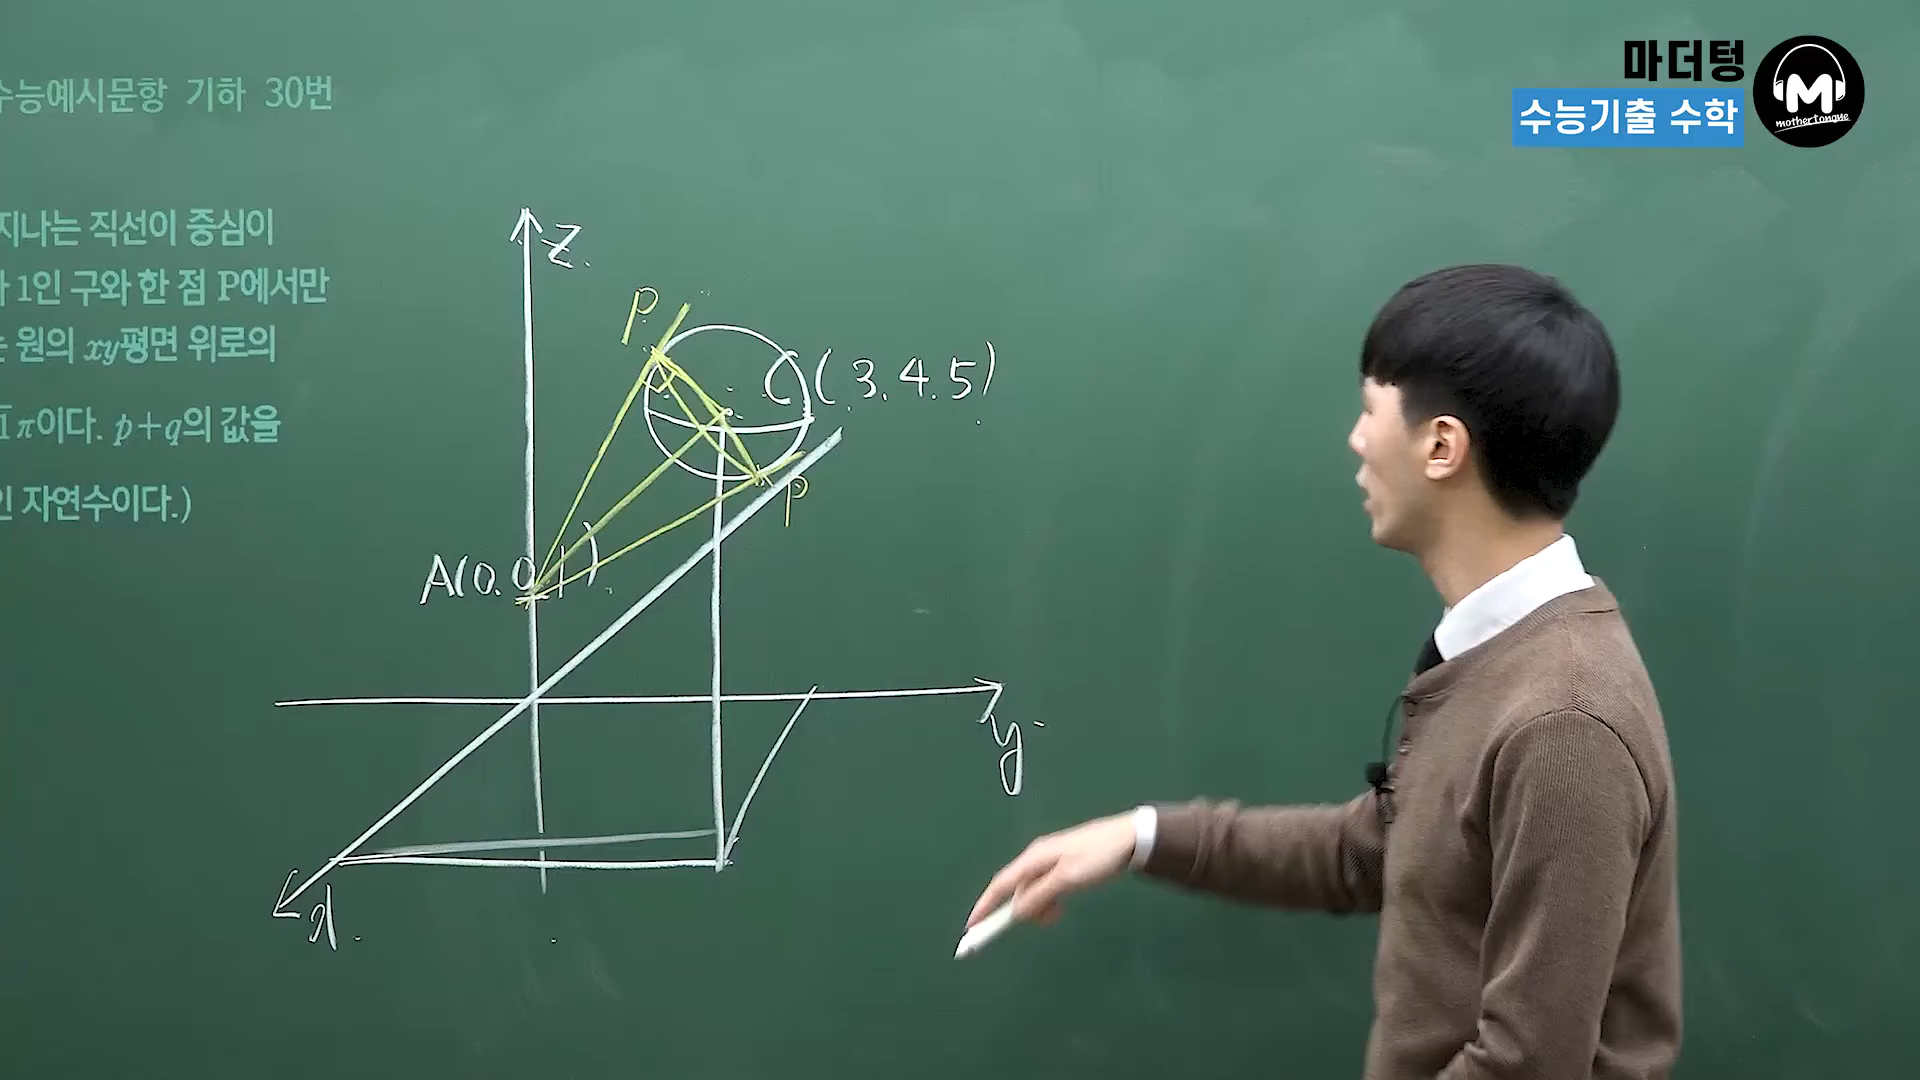 마더텅
수능기출 수학
M
mothertongue
수능예시문항 기하 30번
지나는 직선이 중심이
1인 구와 한 점 P에서만
원의 xy평면 위로의
π이다. p+q의 값을
자연수이다.)
z
P
C(3,4,5)
P
A(0,0,1)
y
x